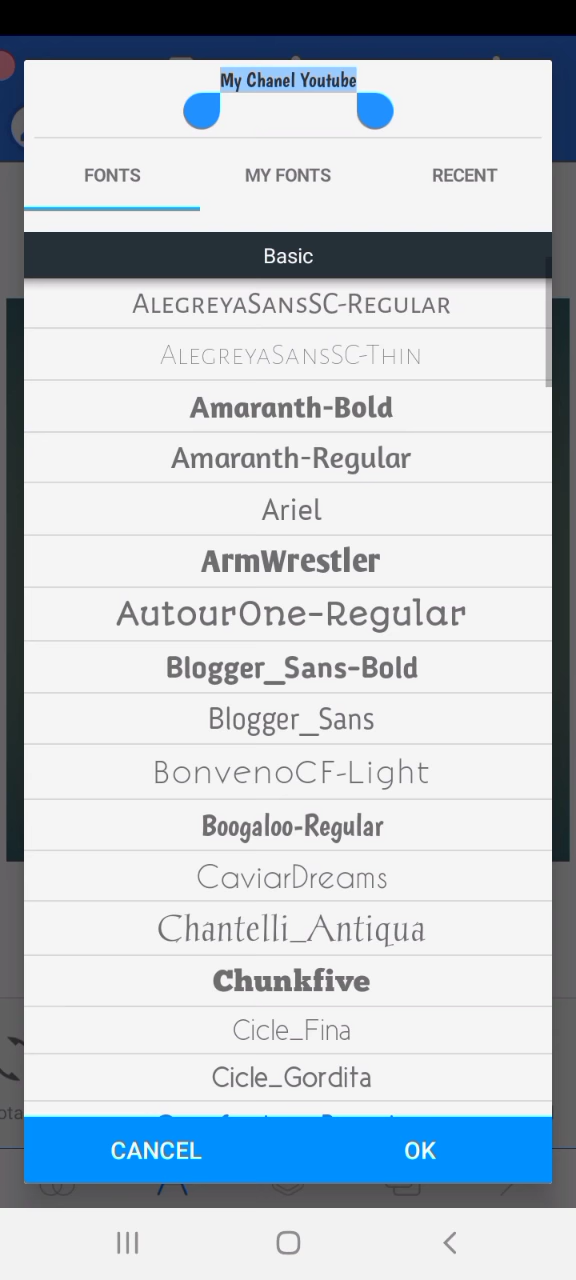 My Chanel Youtube
FONTS MY FONTS RECENT
Basic
AlegreyaSansSC-Regular
AlegreyaSansSC-Thin
Amaranth-Bold
Amaranth-Regular
Ariel
ArmWrestler
AutourOne-Regular
Blogger_Sans-Bold
Blogger_Sans
BonvenoCF-Light
Boogaloo-Regular
CaviarDreams
Chantelli_Antiqua
Chunkfive
Cicle_Fina
Cicle_Gordita
CANCEL OK